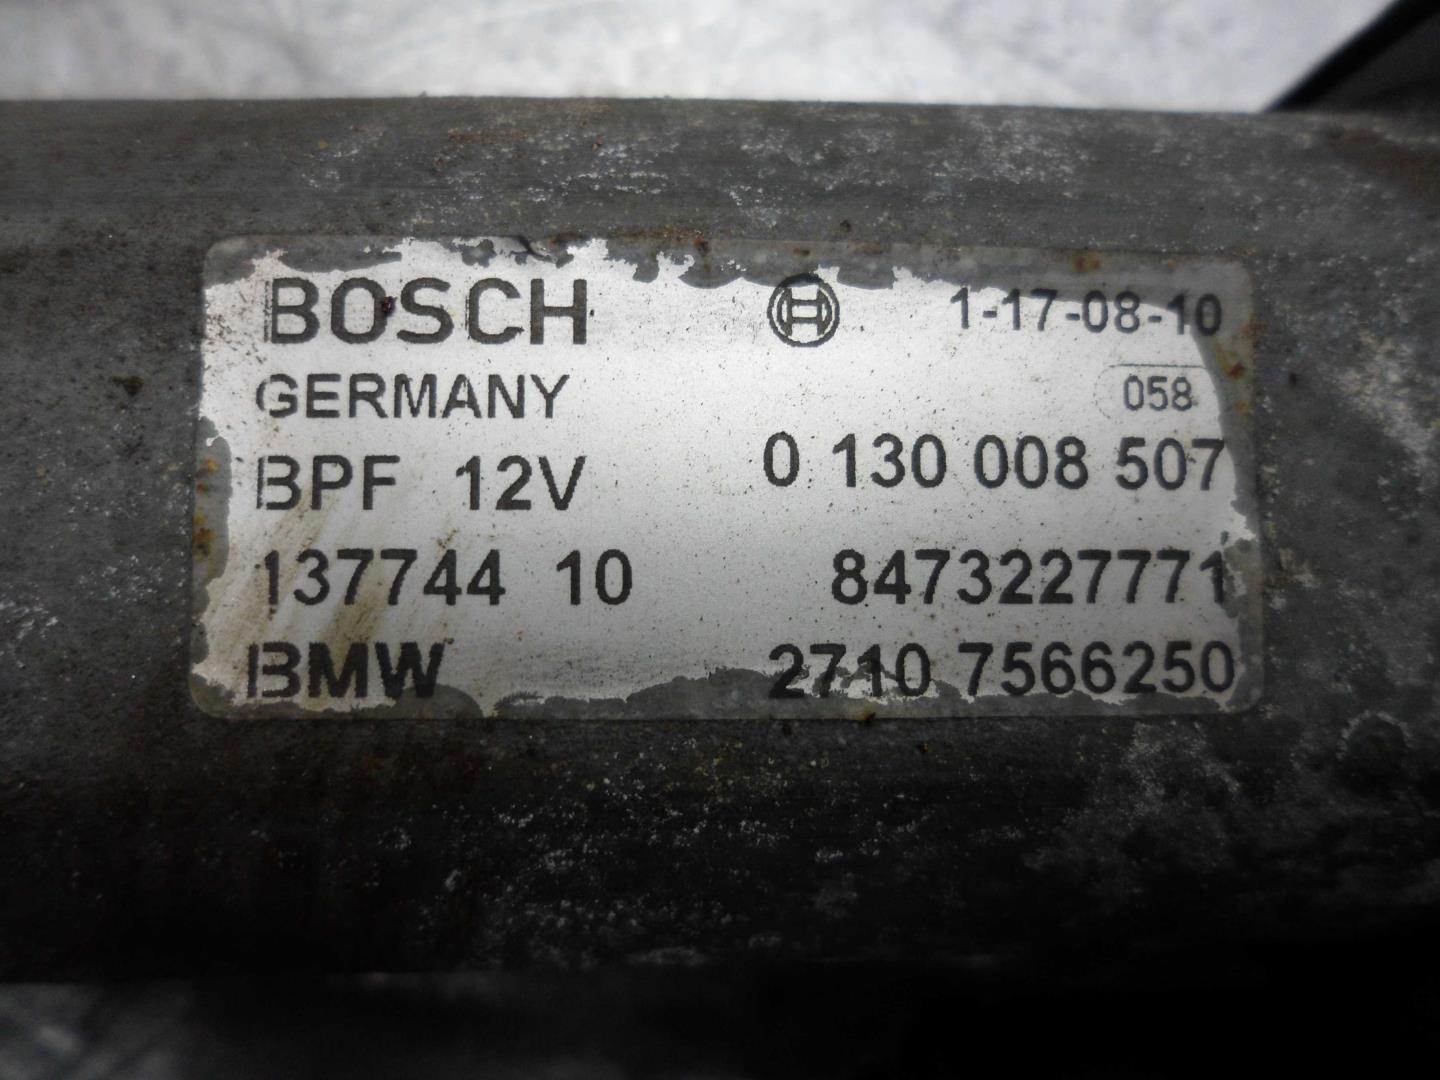 BOSCH 1-17-08-10
GERMANY 058
BPF 12V 0 130 008 507
137744 10 8473227771
BMW 2710 7566250